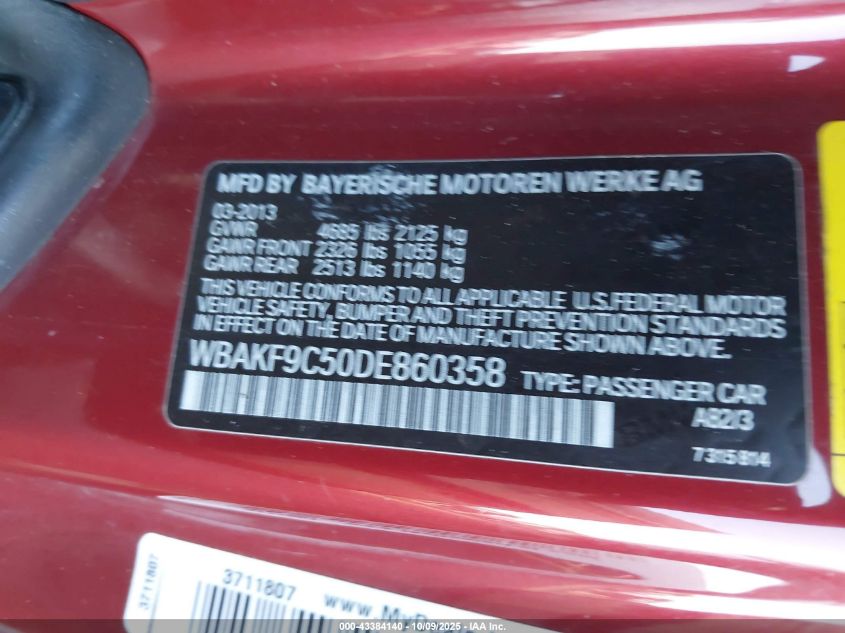 MFD BY BAYERISCHE MOTOREN WERKE AG
03-2013
GVWR 4685 lbs 2125 kg
GAWR FRONT 2326 lbs 1055 kg
GAWR REAR 2513 lbs 1140 kg
THIS VEHICLE CONFORMS TO ALL APPLICABLE U.S.FEDERAL MOTOR
VEHICLE SAFETY, BUMPER AND THEFT PREVENTION STANDARDS
IN EFFECT ON THE DATE OF MANUFACTURE SHOWN ABOVE.
WBAKF9C50DE860358 TYPE: PASSENGER CAR
A82/3
7315814
3711807
3711807
000-43384140 - 10/09/2025 - IAA Inc.